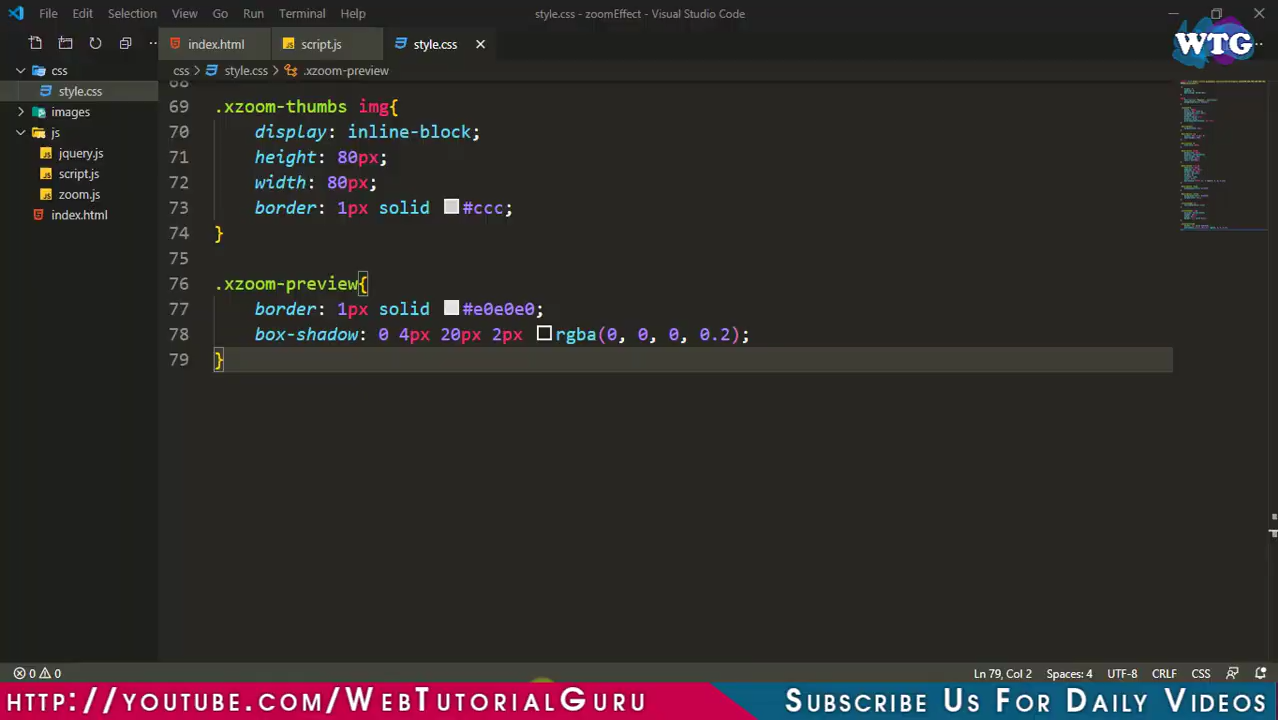 File Edit Selection View Go Run Terminal Help style.css - zoomEffect - Visual Studio Code
WTG
index.html script.js style.css
css style.css .xzoom-preview
css
style.css
images
js
jquery.js
script.js
zoom.js
index.html
68
69 .xzoom-thumbs img{
70 display: inline-block;
71 height: 80px;
72 width: 80px;
73 border: 1px solid #ccc;
74 }
75
76 .xzoom-preview{
77 border: 1px solid #e0e0e0;
78 box-shadow: 0 4px 20px 2px rgba(0, 0, 0, 0.2);
79 }
0 0 Ln 79, Col 2 Spaces: 4 UTF-8 CRLF CSS
HTTP://YOUTUBE.COM/WEBTUTORIALGURU SUBSCRIBE US FOR DAILY VIDEOS